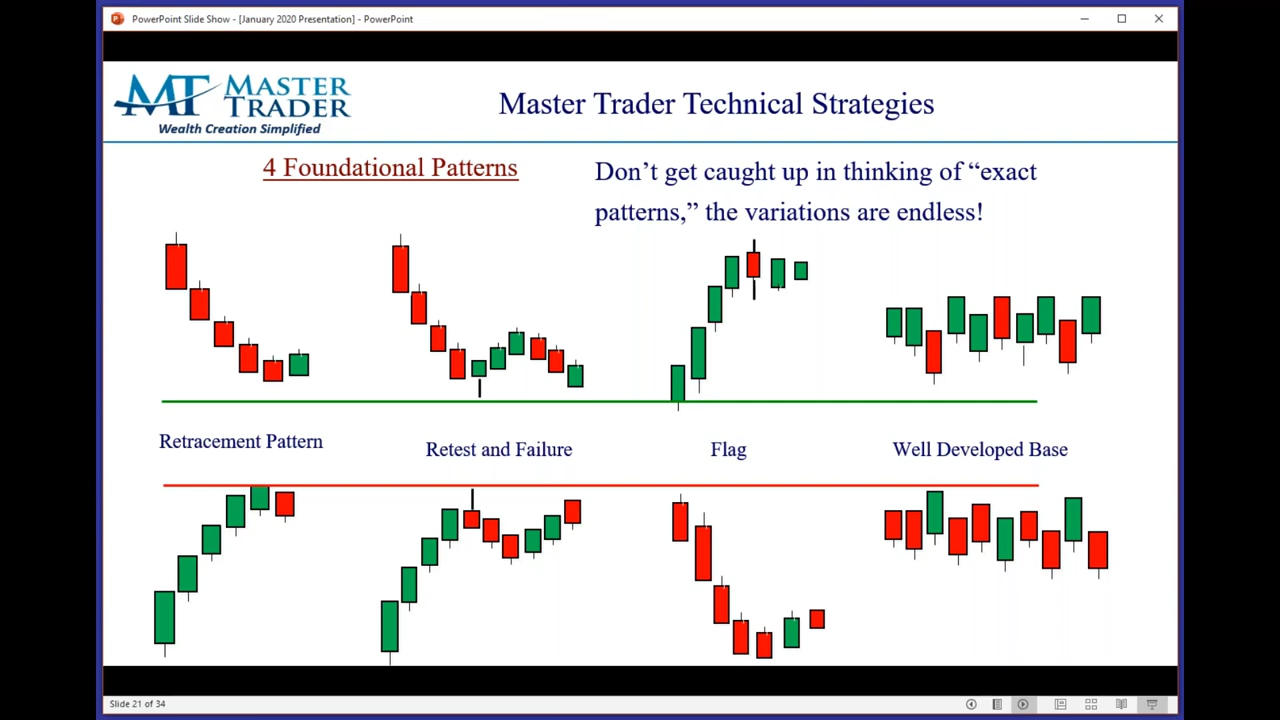 PowerPoint Slide Show - [January 2020 Presentation] - PowerPoint
MT MASTER
TRADER
Wealth Creation Simplified
Master Trader Technical Strategies
4 Foundational Patterns
Don't get caught up in thinking of “exact
patterns,” the variations are endless!
Retracement Pattern
Retest and Failure
Flag
Well Developed Base
Slide 21 of 34